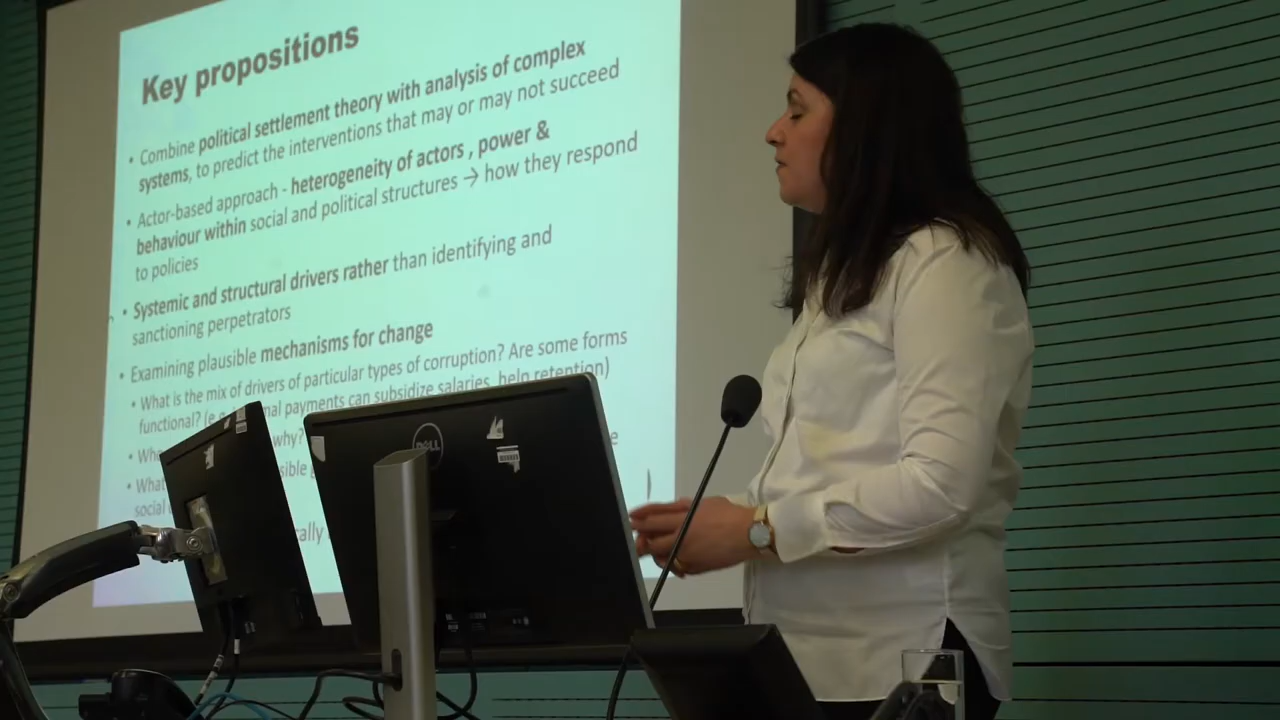 Key propositions
• Combine political settlement theory with analysis of complex
systems, to predict the interventions that may or may not succeed
• Actor-based approach - heterogeneity of actors , power &
behaviour within social and political structures → how they respond
to policies
• Systemic and structural drivers rather than identifying and
sanctioning perpetrators
• Examining plausible mechanisms for change
• What is the mix of drivers of particular types of corruption? Are some forms
functional? (e.g. payments can subsidize salaries, help retention)
• why?
• What
social
DELL